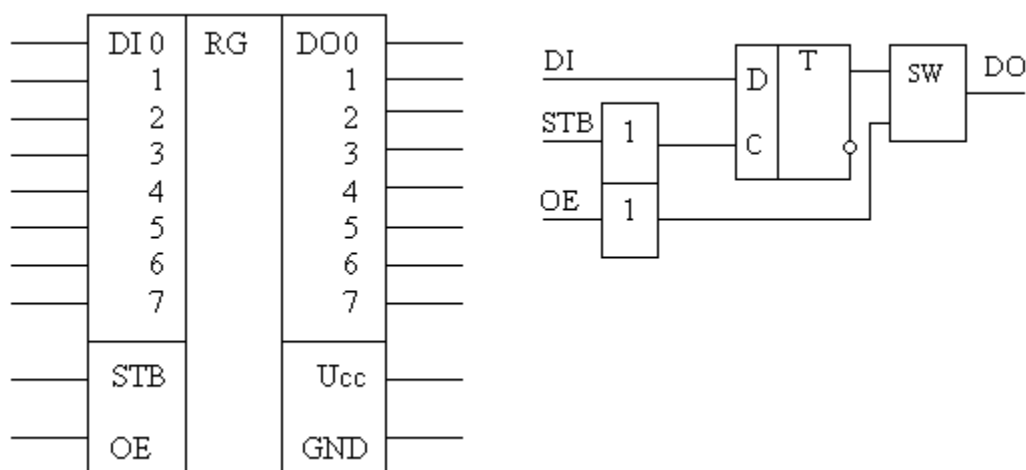 DI 0 RG DO0
1 1
2 2
3 3
4 4
5 5
6 6
7 7
STB Ucc
OE GND
DI D T SW DO
STB 1 C
OE 1